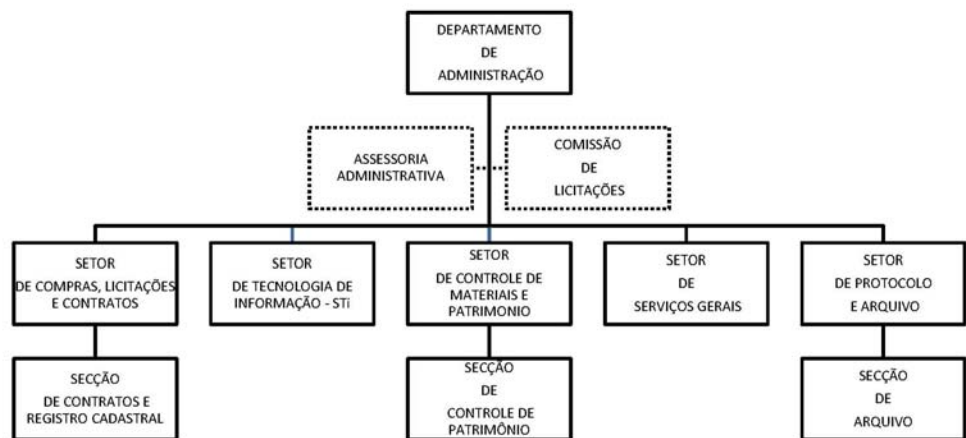 DEPARTAMENTO
DE
ADMINISTRAÇÃO
ASSESSORIA
ADMINISTRATIVA
COMISSÃO
DE
LICITAÇÕES
SETOR
DE COMPRAS, LICITAÇÕES
E CONTRATOS
SETOR
DE TECNOLOGIA DE
INFORMAÇÃO - STi
SETOR
DE CONTROLE DE
MATERIAIS E
PATRIMONIO
SETOR
DE
SERVIÇOS GERAIS
SETOR
DE PROTOCOLO
E ARQUIVO
SECÇÃO
DE CONTRATOS E
REGISTRO CADASTRAL
SECÇÃO
DE
CONTROLE DE
PATRIMÔNIO
SECÇÃO
DE
ARQUIVO